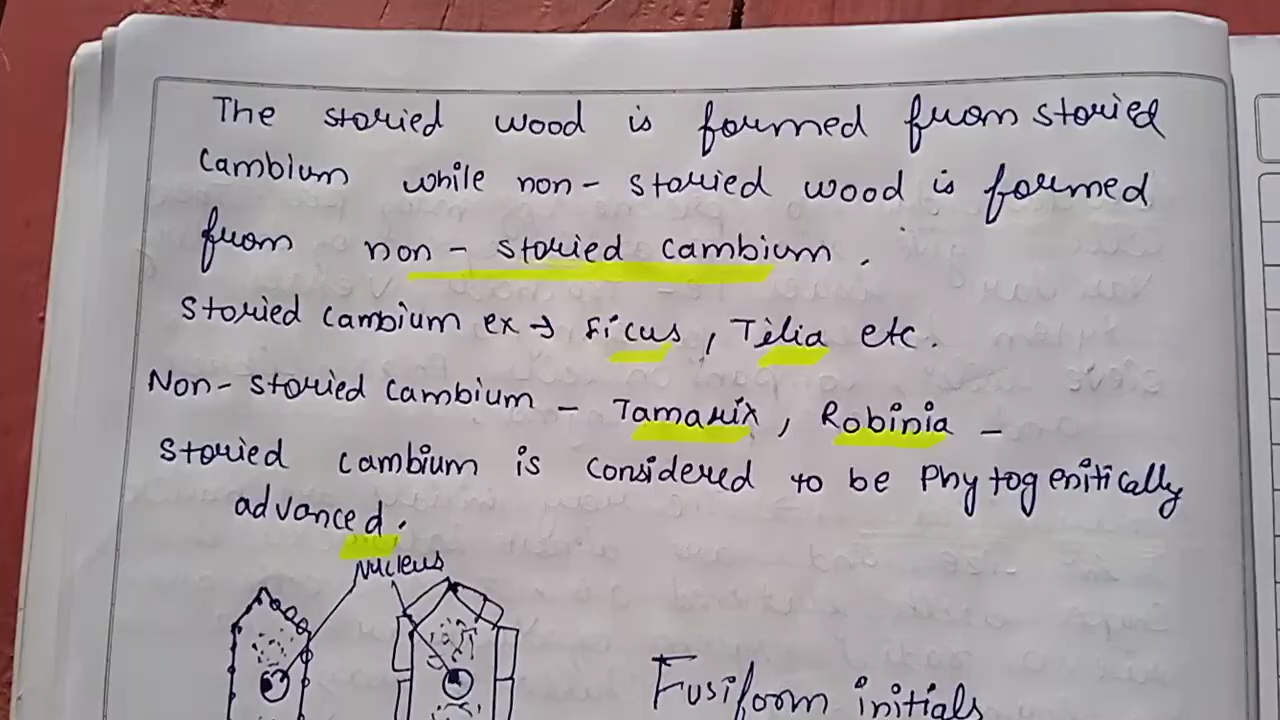 The storied wood is formed from storied
cambium while non- storied wood is formed
from non- storied cambium.
Storied cambium ex→ Ficus, Tilia etc.
Non- storied cambium - Tamarix, Robinia -
Storied cambium is considered to be Phytogenitically
advanced.
Nucleus
Fusiform initials